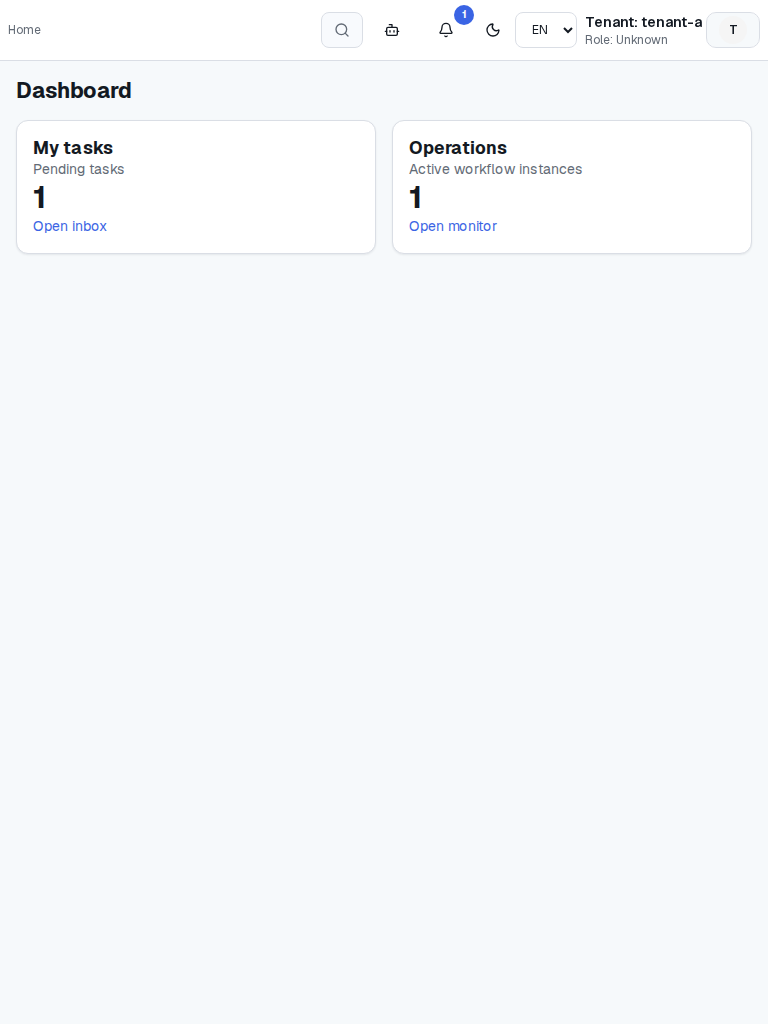 Home
1
EN
Tenant: tenant-a
Role: Unknown
T
Dashboard
My tasks
Pending tasks
1
Open inbox
Operations
Active workflow instances
1
Open monitor